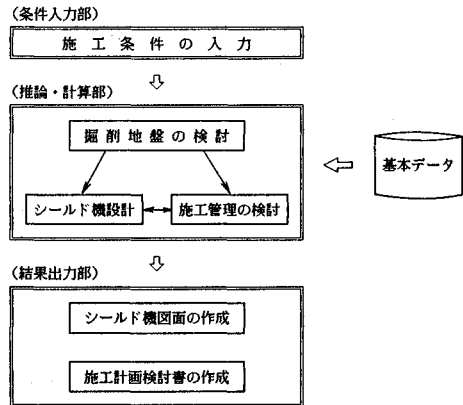 (条件入力部)
施工条件の入力
(推論・計算部)
掘削地盤の検討
基本データ
シールド機設計
施工管理の検討
(結果出力部)
シールド機図面の作成
施工計画検討書の作成